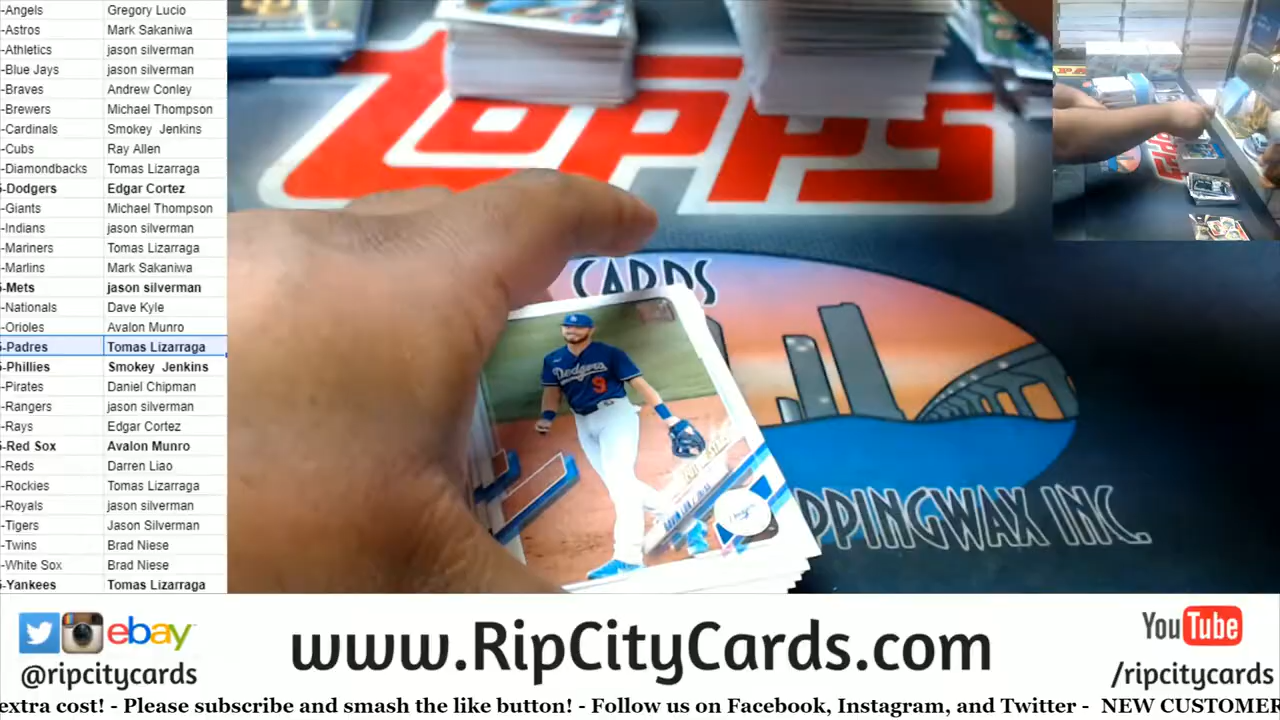 -Angels Gregory Lucio
-Astros Mark Sakaniwa
-Athletics jason silverman
-Blue Jays jason silverman
-Braves Andrew Conley
-Brewers Michael Thompson
-Cardinals Smokey Jenkins
-Cubs Ray Allen
-Diamondbacks Tomas Lizarraga
-Dodgers Edgar Cortez
-Giants Michael Thompson
-Indians jason silverman
-Mariners Tomas Lizarraga
-Marlins Mark Sakaniwa
-Mets jason silverman
-Nationals Dave Kyle
-Orioles Avalon Munro
-Padres Tomas Lizarraga
-Phillies Smokey Jenkins
-Pirates Daniel Chipman
-Rangers jason silverman
-Rays Edgar Cortez
-Red Sox Avalon Munro
-Reds Darren Liao
-Rockies Tomas Lizarraga
-Royals jason silverman
-Tigers Jason Silverman
-Twins Brad Niese
-White Sox Brad Niese
-Yankees Tomas Lizarraga
TOPPS
CARDS
Dodgers
9
PPINGWAX INC.
ebay
@ripcitycards
www.RipCityCards.com
YouTube
/ripcitycards
extra cost! - Please subscribe and smash the like button! - Follow us on Facebook, Instagram, and Twitter - NEW CUSTOMER